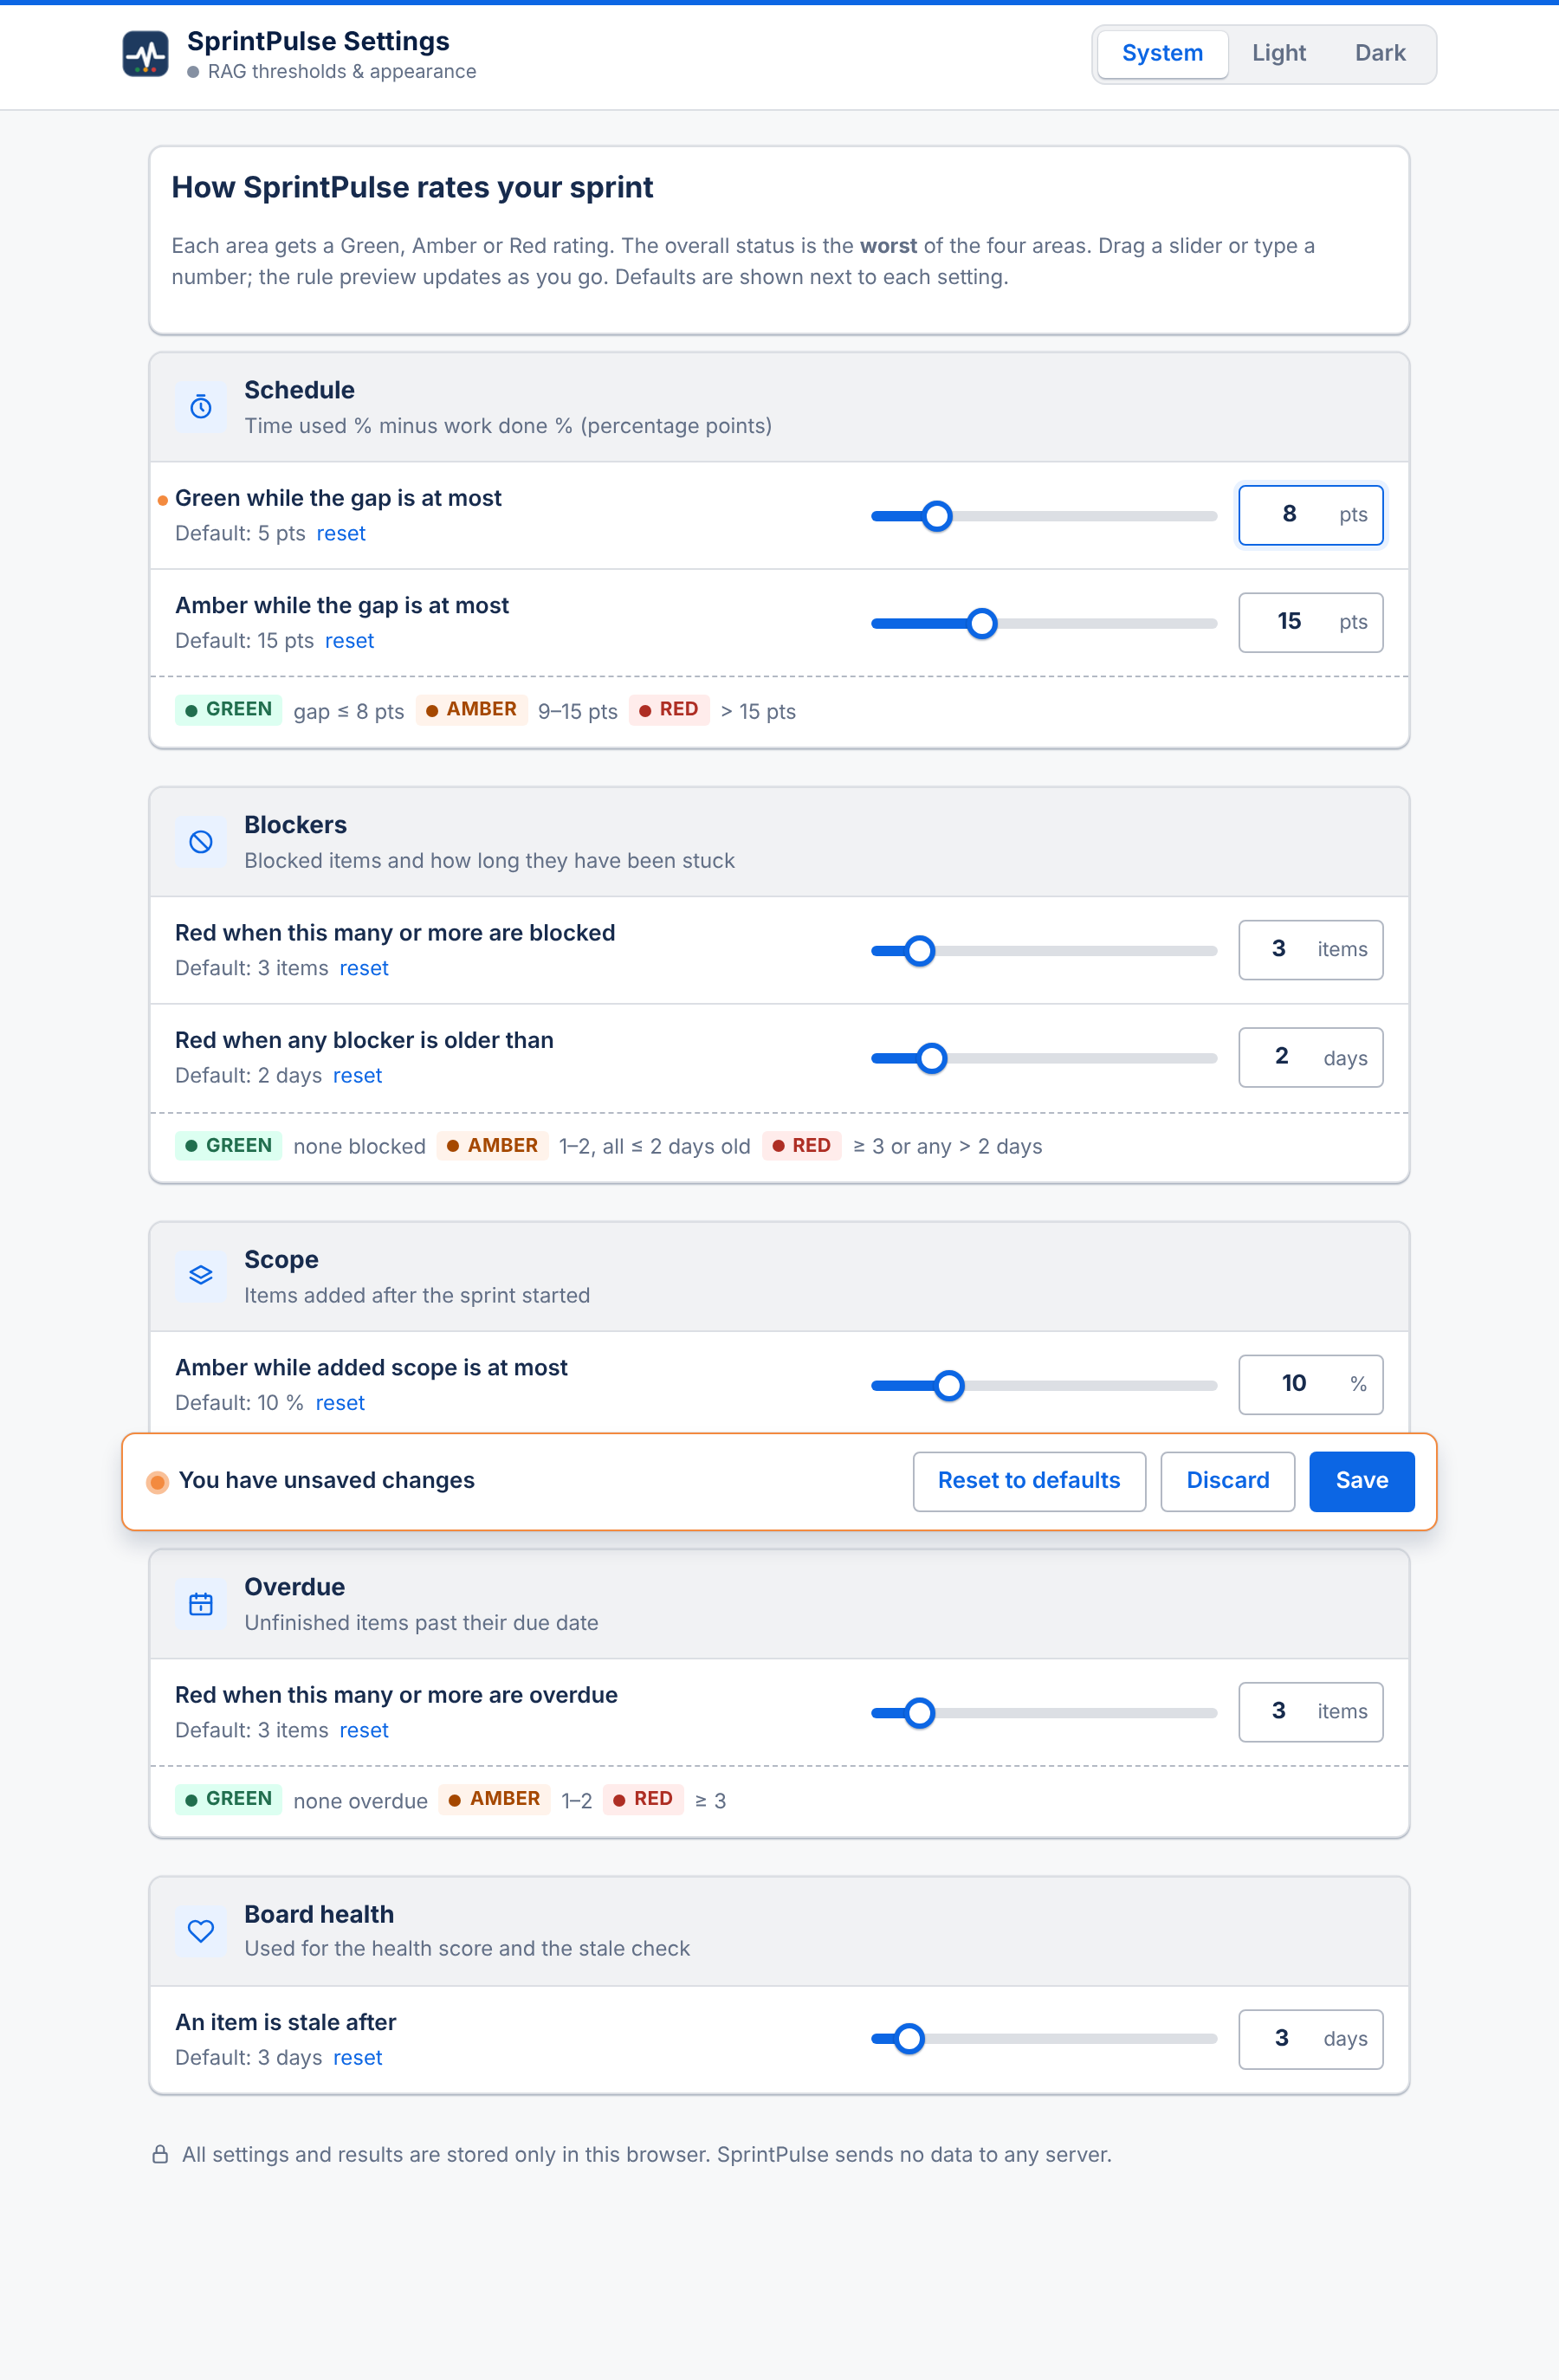 SprintPulse Settings
RAG thresholds & appearance
System Light Dark
How SprintPulse rates your sprint
Each area gets a Green, Amber or Red rating. The overall status is the worst of the four areas. Drag a slider or type a
number; the rule preview updates as you go. Defaults are shown next to each setting.
Schedule
Time used % minus work done % (percentage points)
Green while the gap is at most
Default: 5 pts reset
8 pts
Amber while the gap is at most
Default: 15 pts reset
15 pts
GREEN gap ≤ 8 pts AMBER 9–15 pts RED > 15 pts
Blockers
Blocked items and how long they have been stuck
Red when this many or more are blocked
Default: 3 items reset
3 items
Red when any blocker is older than
Default: 2 days reset
2 days
GREEN none blocked AMBER 1–2, all ≤ 2 days old RED ≥ 3 or any > 2 days
Scope
Items added after the sprint started
Amber while added scope is at most
Default: 10 % reset
10 %
You have unsaved changes
Reset to defaults Discard Save
Overdue
Unfinished items past their due date
Red when this many or more are overdue
Default: 3 items reset
3 items
GREEN none overdue AMBER 1–2 RED ≥ 3
Board health
Used for the health score and the stale check
An item is stale after
Default: 3 days reset
3 days
All settings and results are stored only in this browser. SprintPulse sends no data to any server.